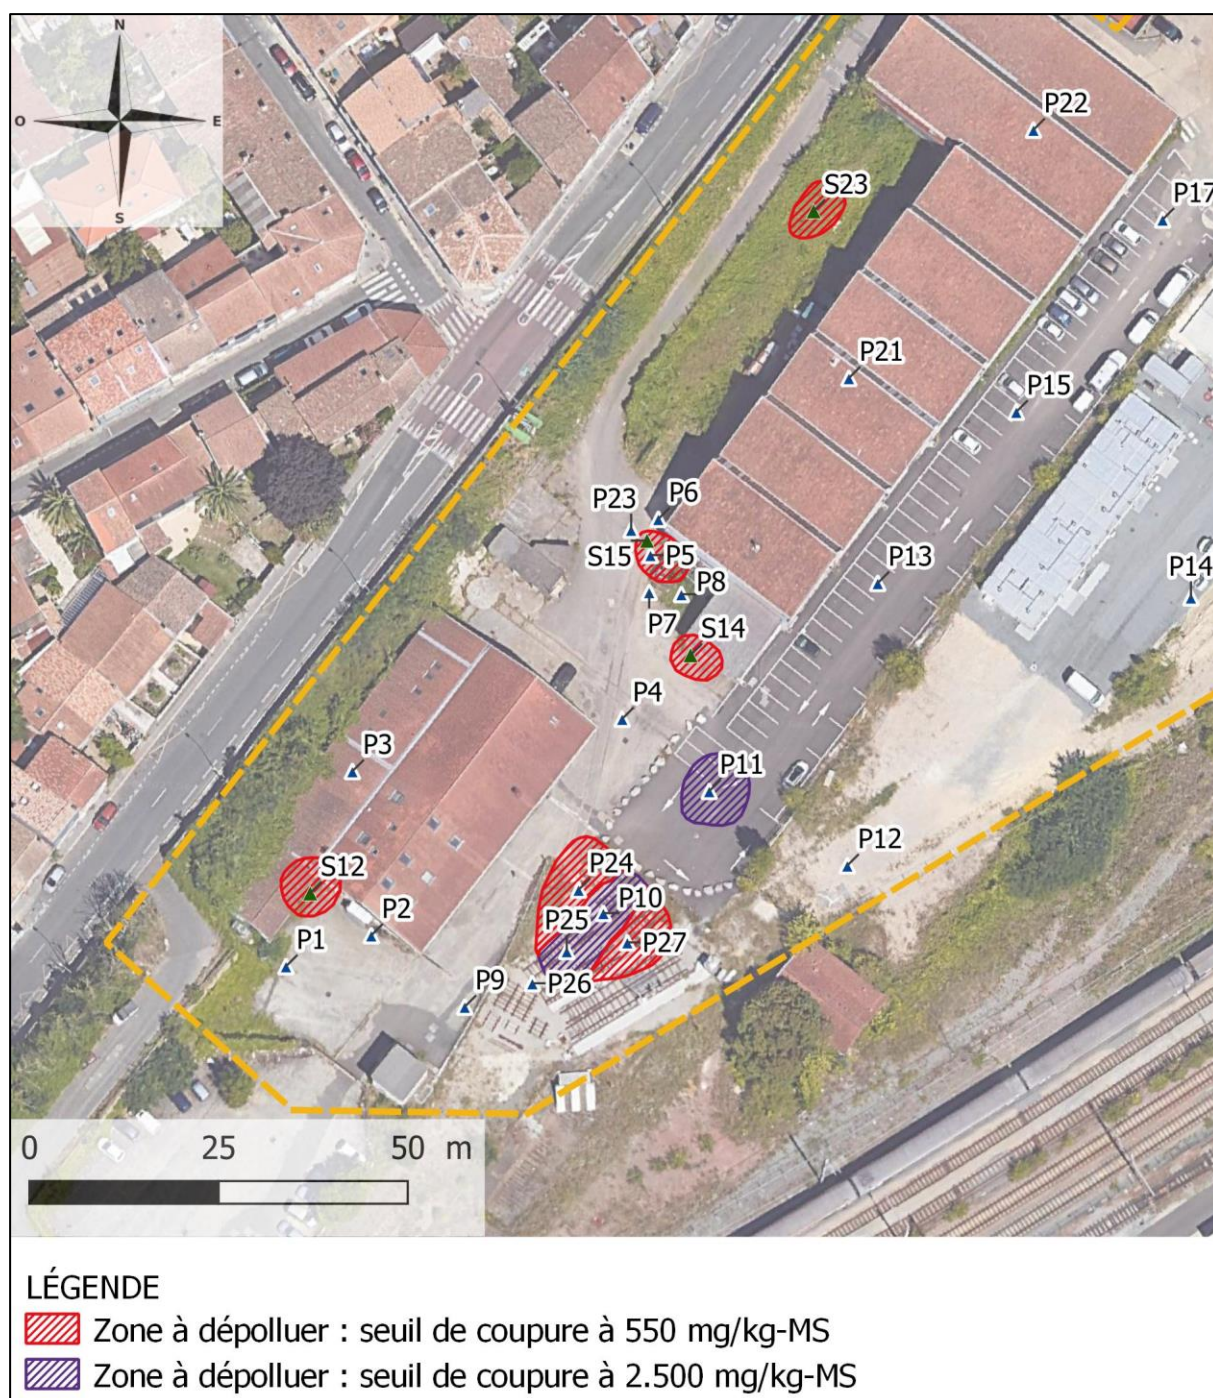 N
O
E
S
P22
S23
P17
P21
P15
P23
P6
S15
P5
P13
P8
P14
P7
S14
P4
P3
P11
P12
S12
P24
P10
P2
P25
P27
P1
P26
P9
0 25 50 m
LÉGENDE
Zone à dépolluer : seuil de coupure à 550 mg/kg-MS
Zone à dépolluer : seuil de coupure à 2.500 mg/kg-MS